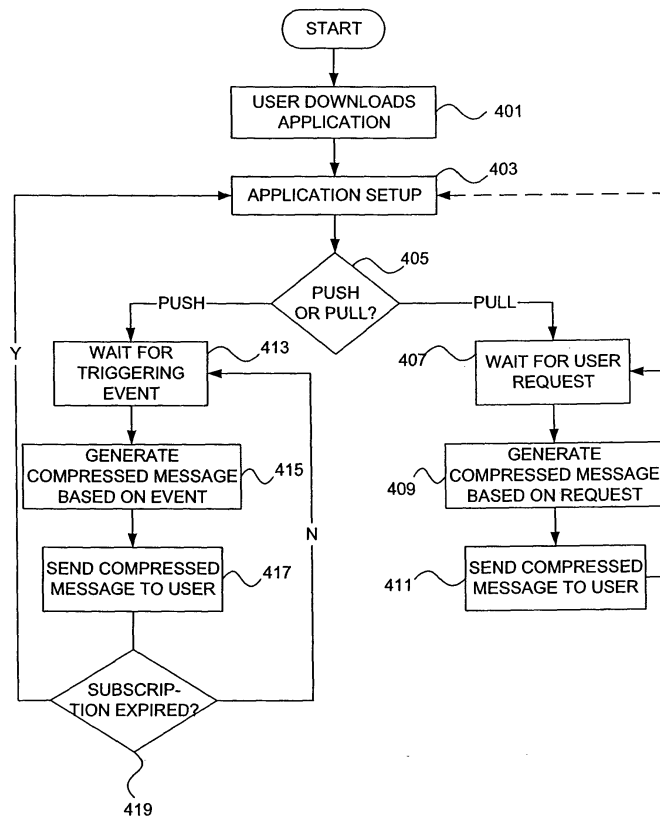 START
USER DOWNLOADS
APPLICATION
401
APPLICATION SETUP
403
PUSH
OR PULL?
405
PUSH
PULL
Y
WAIT FOR
TRIGGERING
EVENT
413
407
WAIT FOR USER
REQUEST
GENERATE
COMPRESSED MESSAGE
BASED ON EVENT
415
409
GENERATE
COMPRESSED MESSAGE
BASED ON REQUEST
N
SEND COMPRESSED
MESSAGE TO USER
417
411
SEND COMPRESSED
MESSAGE TO USER
SUBSCRIP-
TION EXPIRED?
419